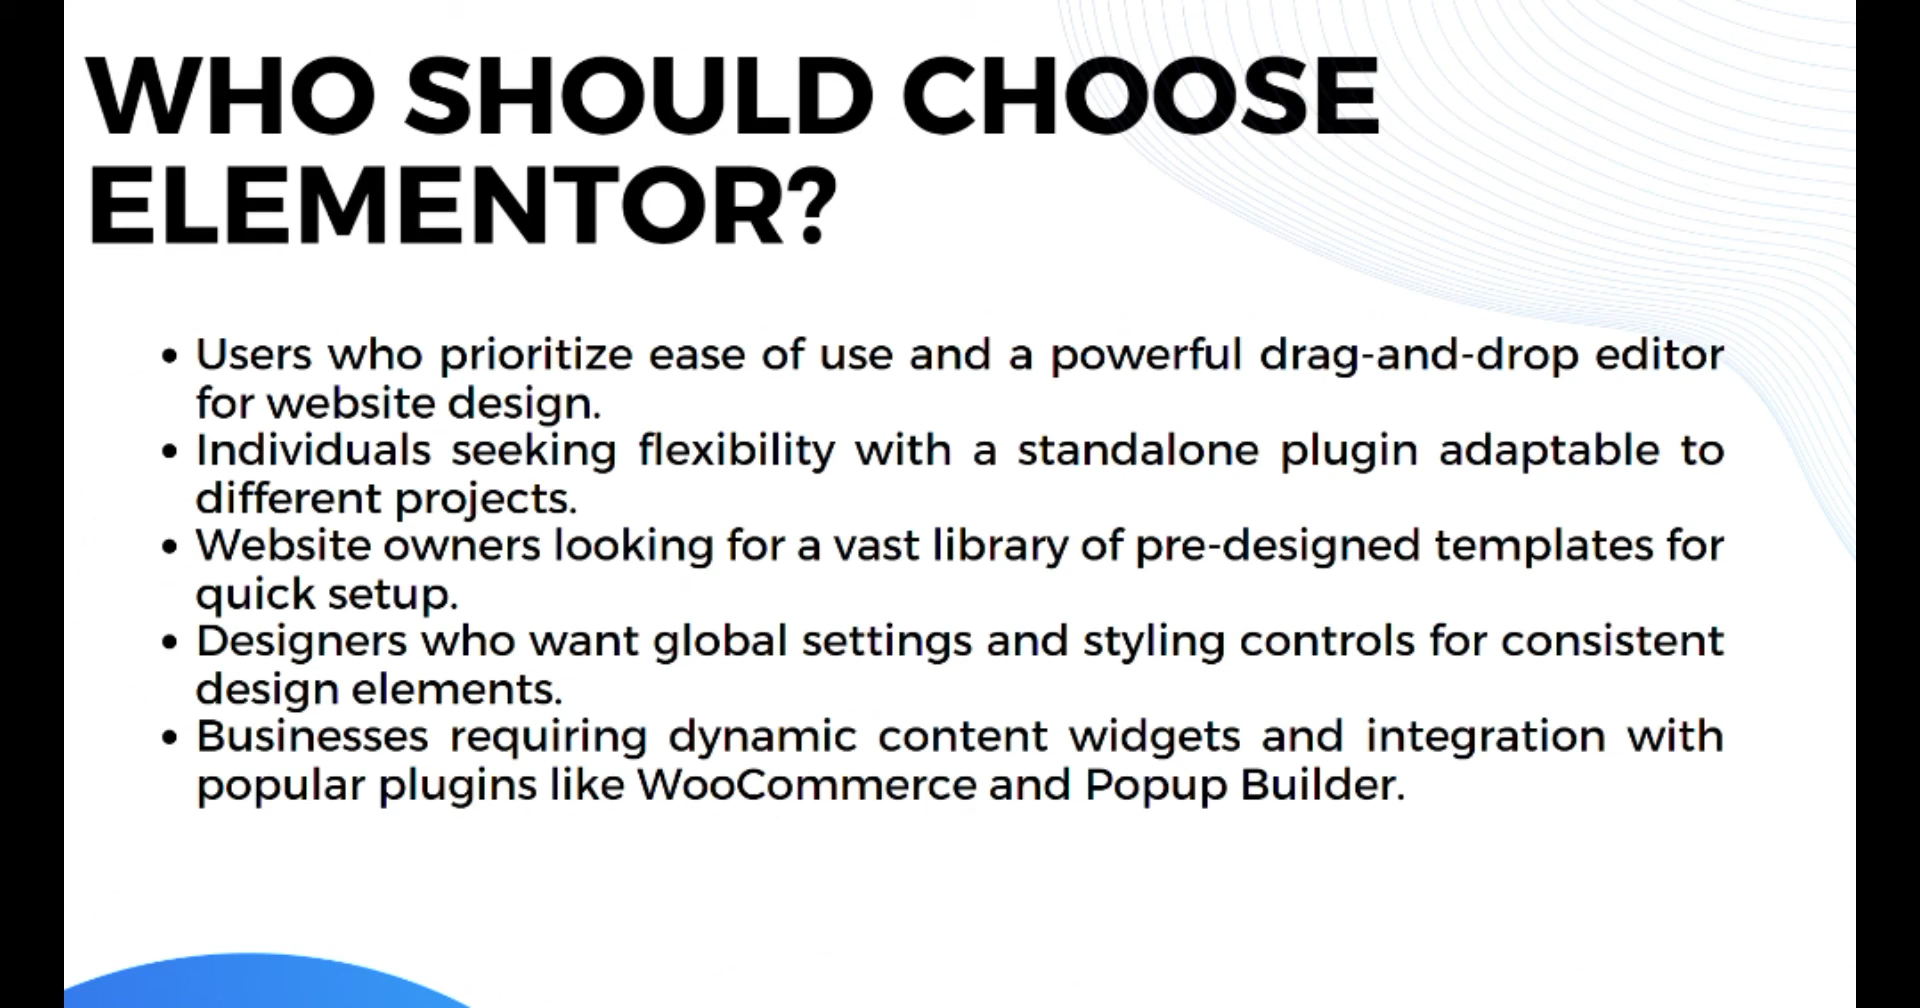 WHO SHOULD CHOOSE
ELEMENTOR?
• Users who prioritize ease of use and a powerful drag-and-drop editor
for website design.
• Individuals seeking flexibility with a standalone plugin adaptable to
different projects.
• Website owners looking for a vast library of pre-designed templates for
quick setup.
• Designers who want global settings and styling controls for consistent
design elements.
• Businesses requiring dynamic content widgets and integration with
popular plugins like WooCommerce and Popup Builder.